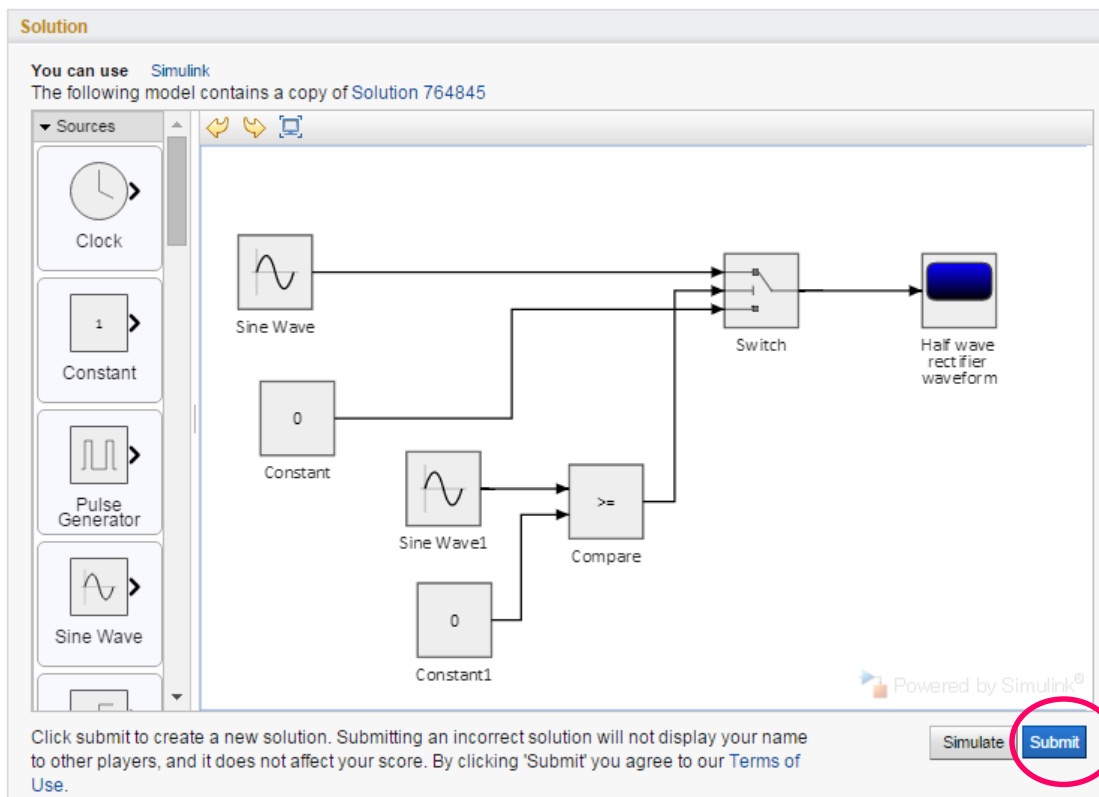 Solution
You can use Simulink
The following model contains a copy of Solution 764845
Sources
Clock
1
Constant
Pulse
Generator
Sine Wave
Sine Wave
0
Constant
Sine Wave1
>=
Compare
0
Constant1
Switch
Half wave
rectifier
waveform
Powered by Simulink®
Click submit to create a new solution. Submitting an incorrect solution will not display your name
to other players, and it does not affect your score. By clicking 'Submit' you agree to our Terms of
Use.
Simulate
Submit